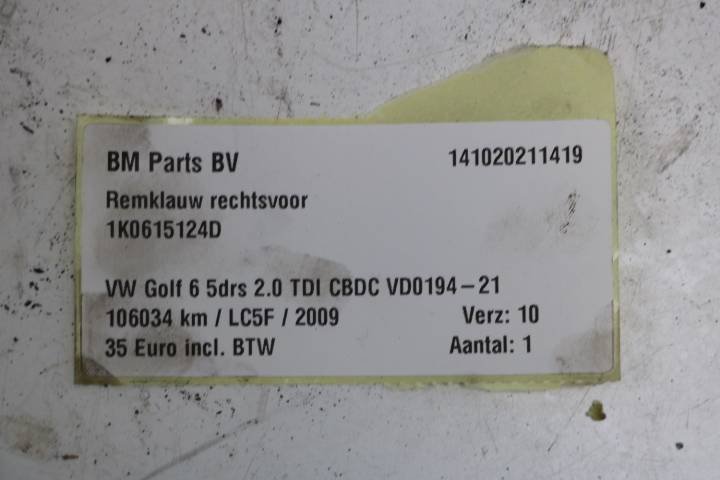 BM Parts BV 141020211419
Remklauw rechtsvoor
1K0615124D
VW Golf 6 5drs 2.0 TDI CBDC VD0194-21
106034 km / LC5F / 2009 Verz: 10
35 Euro incl. BTW Aantal: 1